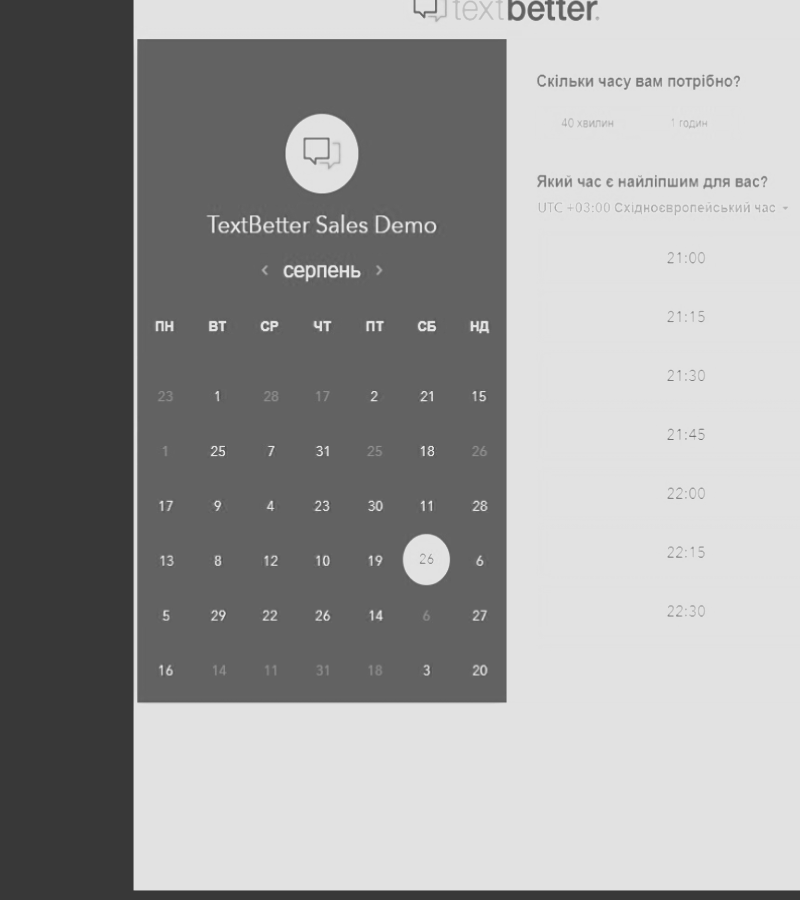 textbetter.
TextBetter Sales Demo
‹ серпень ›
ПН ВТ СР ЧТ ПТ СБ НД
23 1 28 17 2 21 15
1 25 7 31 25 18 26
17 9 4 23 30 11 28
13 8 12 10 19 26 6
5 29 22 26 14 6 27
16 14 11 31 18 3 20
Скільки часу вам потрібно?
40 хвилин 1 годин
Який час є найліпшим для вас?
UTC +03:00 Східноєвропейський час
21:00
21:15
21:30
21:45
22:00
22:15
22:30